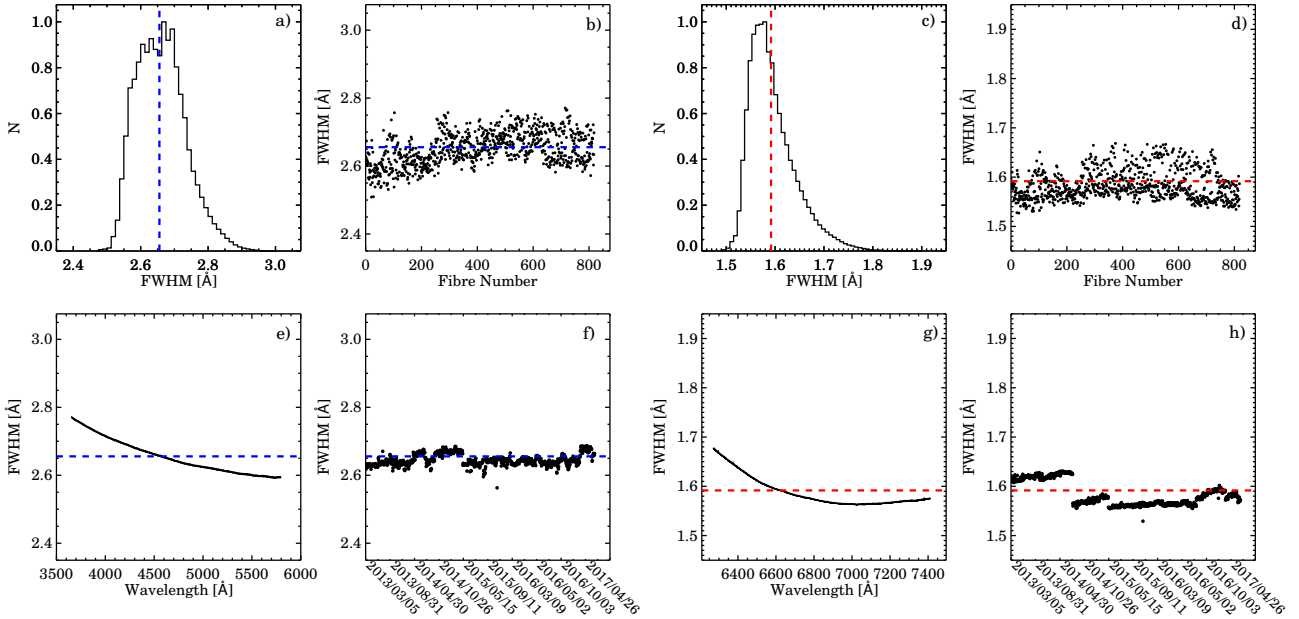 a)
1.0
0.8
0.6
0.4
0.2
0.0
N
2.4 2.6 2.8 3.0
FWHM [Å]
b)
3.0
2.8
2.6
2.4
FWHM [Å]
0 200 400 600 800
Fibre Number
c)
1.0
0.8
0.6
0.4
0.2
0.0
N
1.5 1.6 1.7 1.8 1.9
FWHM [Å]
d)
1.9
1.8
1.7
1.6
1.5
FWHM [Å]
0 200 400 600 800
Fibre Number
e)
3.0
2.8
2.6
2.4
FWHM [Å]
3500 4000 4500 5000 5500 6000
Wavelength [Å]
f)
3.0
2.8
2.6
2.4
FWHM [Å]
2013/03/05
2013/08/31
2014/04/30
2014/10/26
2015/05/15
2015/09/11
2016/03/09
2016/05/02
2016/10/03
2017/04/26
g)
1.9
1.8
1.7
1.6
1.5
FWHM [Å]
6400 6600 6800 7000 7200 7400
Wavelength [Å]
h)
1.9
1.8
1.7
1.6
1.5
FWHM [Å]
2013/03/05
2013/08/31
2014/04/30
2014/10/26
2015/05/15
2015/09/11
2016/03/09
2016/05/02
2016/10/03
2017/04/26